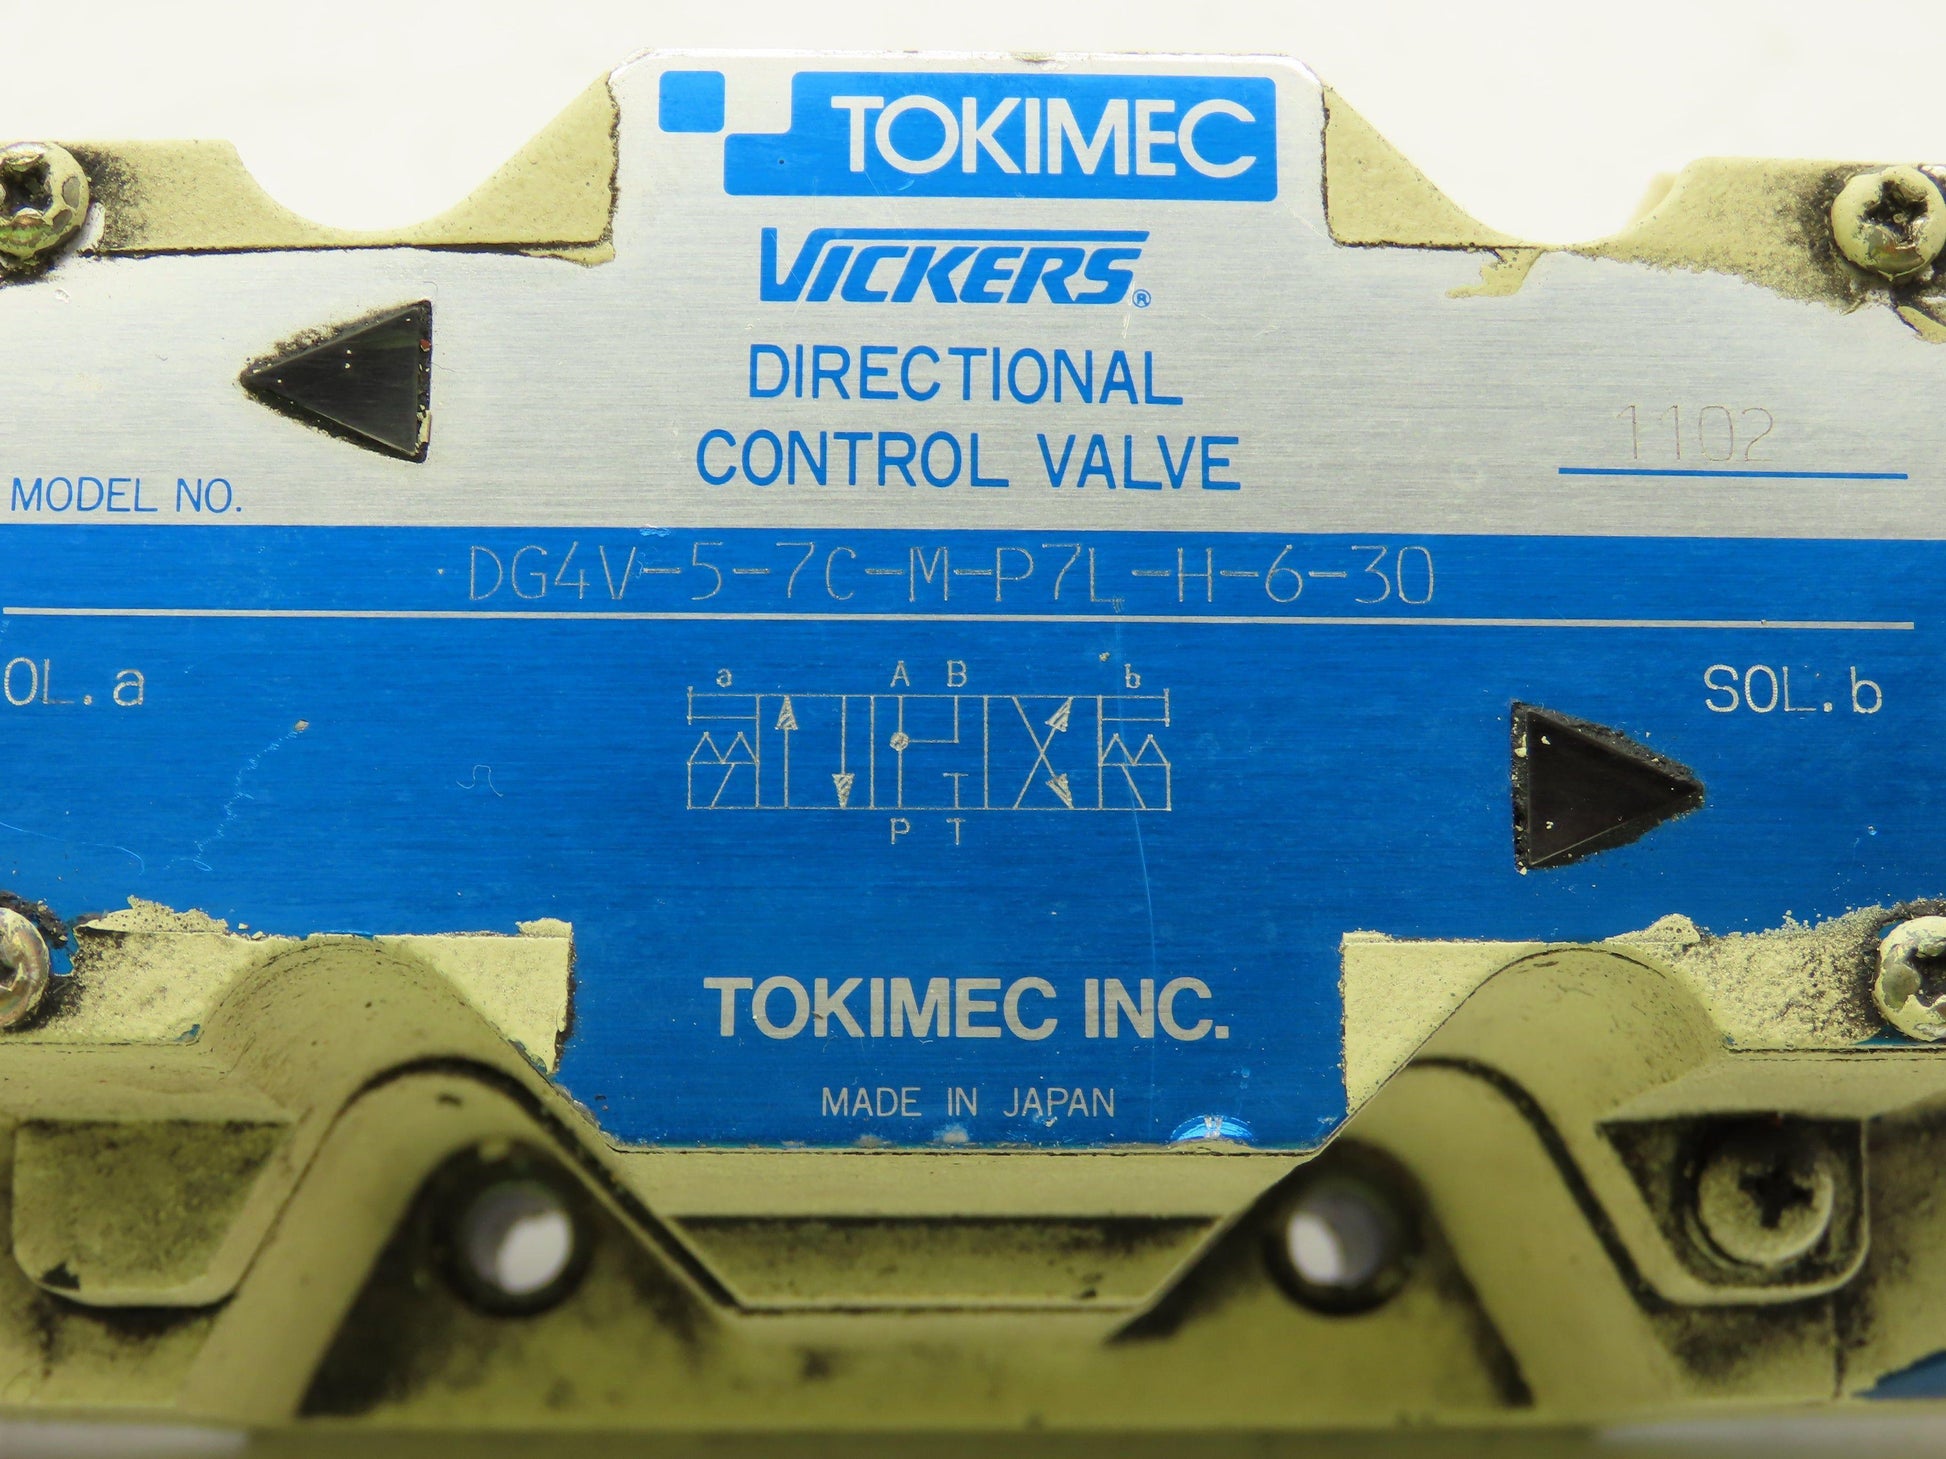 TOKIMEC
VICKERS®
DIRECTIONAL
CONTROL VALVE
1102
MODEL NO.
DG4V-5-7C-M-P7L-H-6-30
OL.a
SOL.b
a A B b
T
P T
TOKIMEC INC.
MADE IN JAPAN